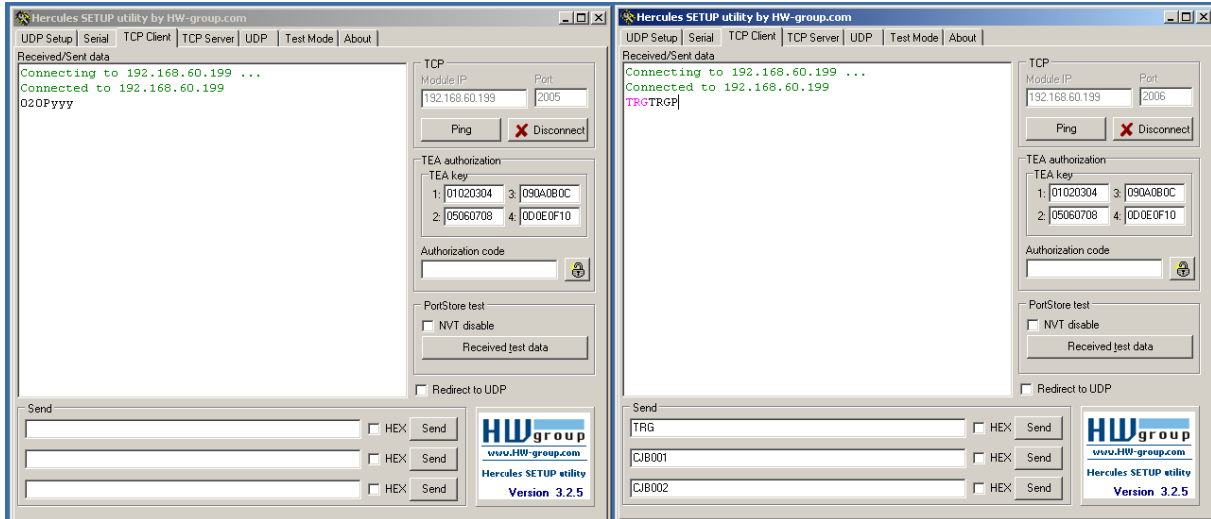 Hercules SETUP utility by HW-group.com
UDP Setup Serial TCP Client TCP Server UDP Test Mode About
Received/Sent data
Connecting to 192.168.60.199 ...
Connected to 192.168.60.199
020Pyyy
TCP
Module IP Port
192.168.60.199 2005
Ping Disconnect
TEA authorization
TEA key
1: 01020304 3: 090A0B0C
2: 05060708 4: 0D0E0F10
Authorization code
PortStore test
NVT disable
Received test data
Redirect to UDP
Send
HEX Send
HEX Send
HEX Send
HW group
www.HW-group.com
Hercules SETUP utility
Version 3.2.5
Hercules SETUP utility by HW-group.com
UDP Setup Serial TCP Client TCP Server UDP Test Mode About
Received/Sent data
Connecting to 192.168.60.199 ...
Connected to 192.168.60.199
TRGTRGP
TCP
Module IP Port
192.168.60.199 2006
Ping Disconnect
TEA authorization
TEA key
1: 01020304 3: 090A0B0C
2: 05060708 4: 0D0E0F10
Authorization code
PortStore test
NVT disable
Received test data
Redirect to UDP
Send
TRG HEX Send
CJB001 HEX Send
CJB002 HEX Send
HW group
www.HW-group.com
Hercules SETUP utility
Version 3.2.5